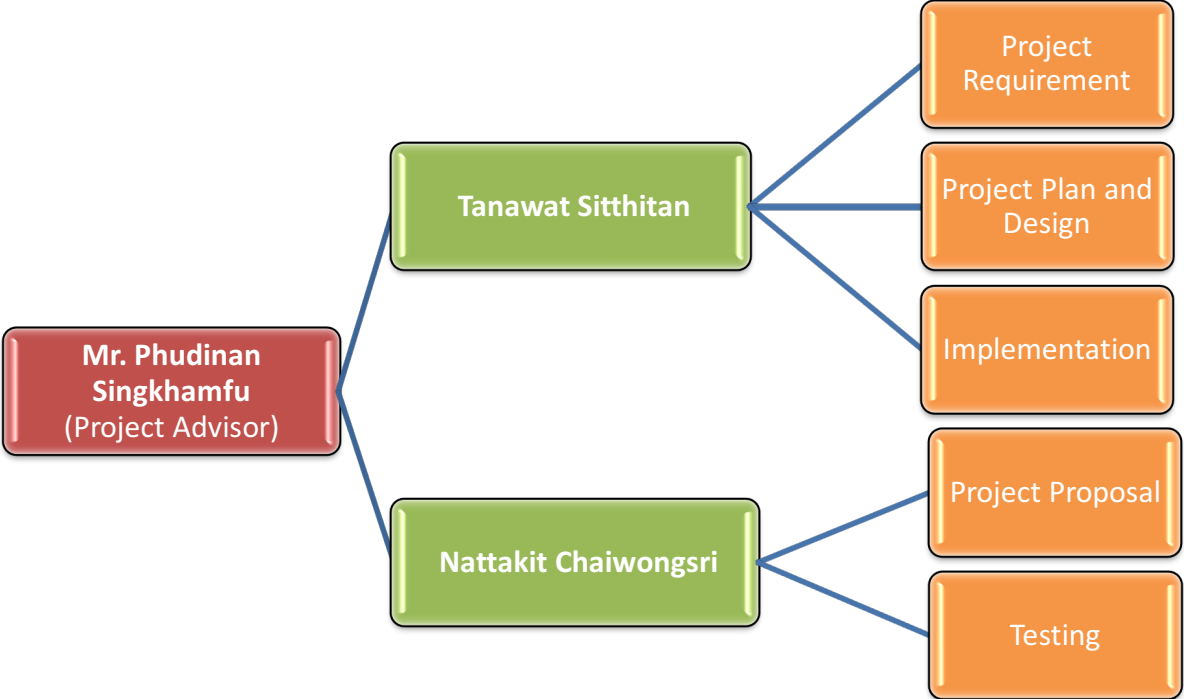 Mr. Phudinan
Singkhamfu
(Project Advisor)
Tanawat Sitthitan
Project
Requirement
Project Plan and
Design
Implementation
Nattakit Chaiwongsri
Project Proposal
Testing